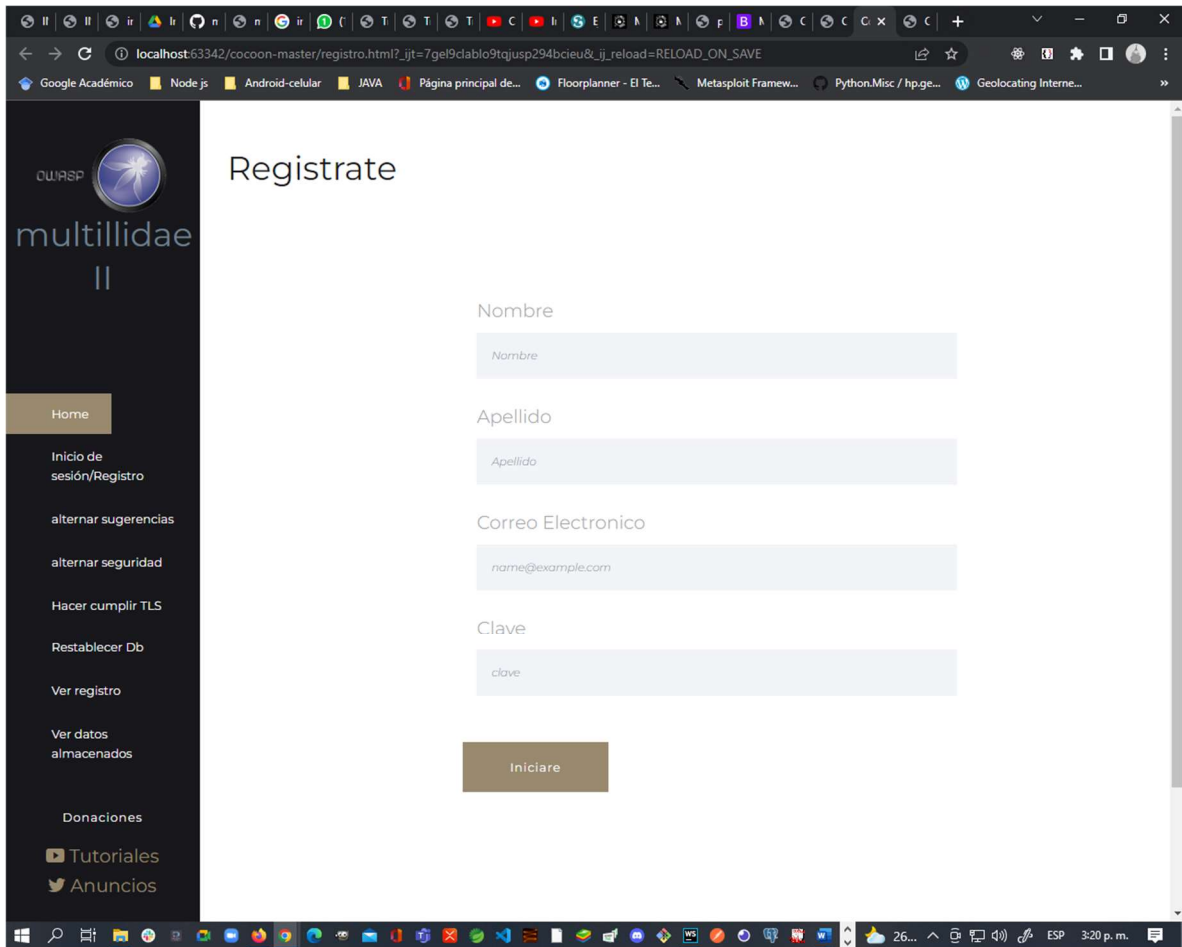 localhost:63342/cocoon-master/registro.html?_ijt=7gel9clablo9tqjusp294bcieu&_ij_reload=RELOAD_ON_SAVE
Google Académico Node js Android-celular JAVA Página principal de... Floorplanner - El Te... Metasploit Framew... Python.Misc / hp.ge... Geolocating Interne... »
OWASP
multillidae
II
Home
Inicio de
sesión/Registro
alternar sugerencias
alternar seguridad
Hacer cumplir TLS
Restablecer Db
Ver registro
Ver datos
almacenados
Donaciones
Tutoriales
Anuncios
Registrate
Nombre
Nombre
Apellido
Apellido
Correo Electronico
name@example.com
Clave
clave
Iniciare
26... ESP 3:20 p. m.